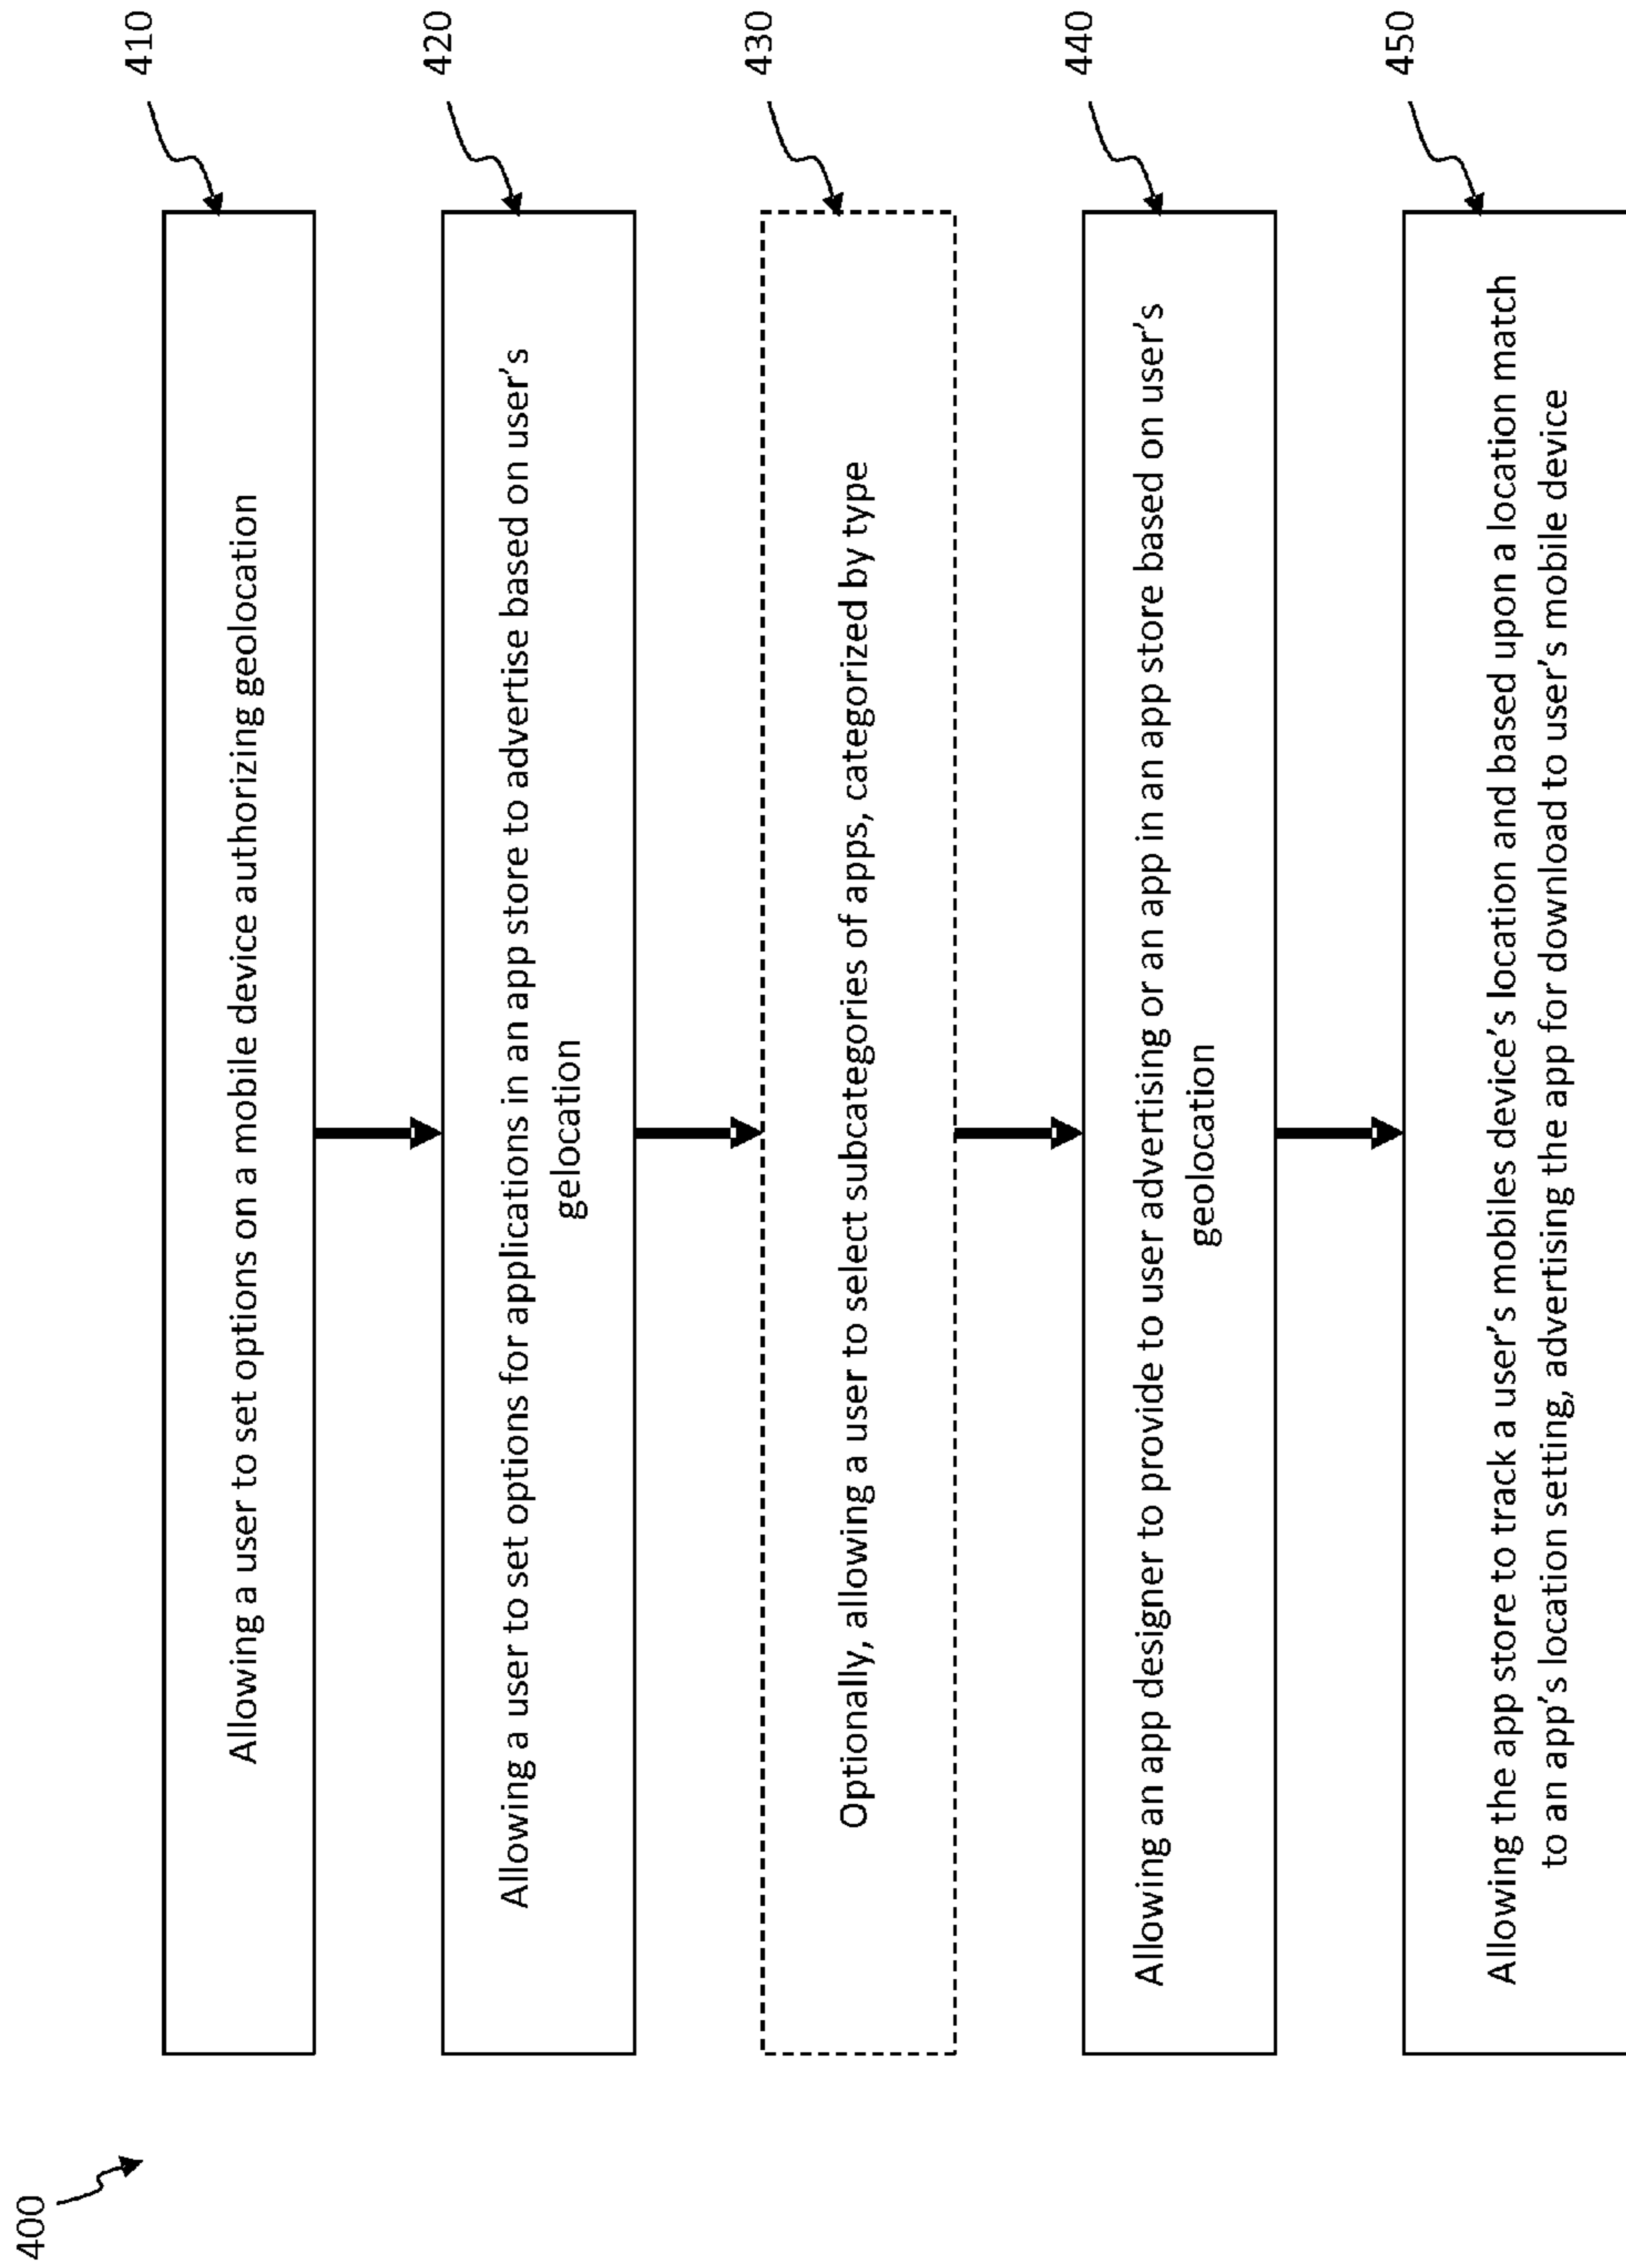 400
410
Allowing a user to set options on a mobile device authorizing geolocation
420
Allowing a user to set options for applications in an app store to advertise based on user's
gelocation
430
Optionally, allowing a user to select subcategories of apps, categorized by type
440
Allowing an app designer to provide to user advertising or an app in an app store based on user's
geolocation
450
Allowing the app store to track a user's mobiles device's location and based upon a location match
to an app's location setting, advertising the app for download to user's mobile device